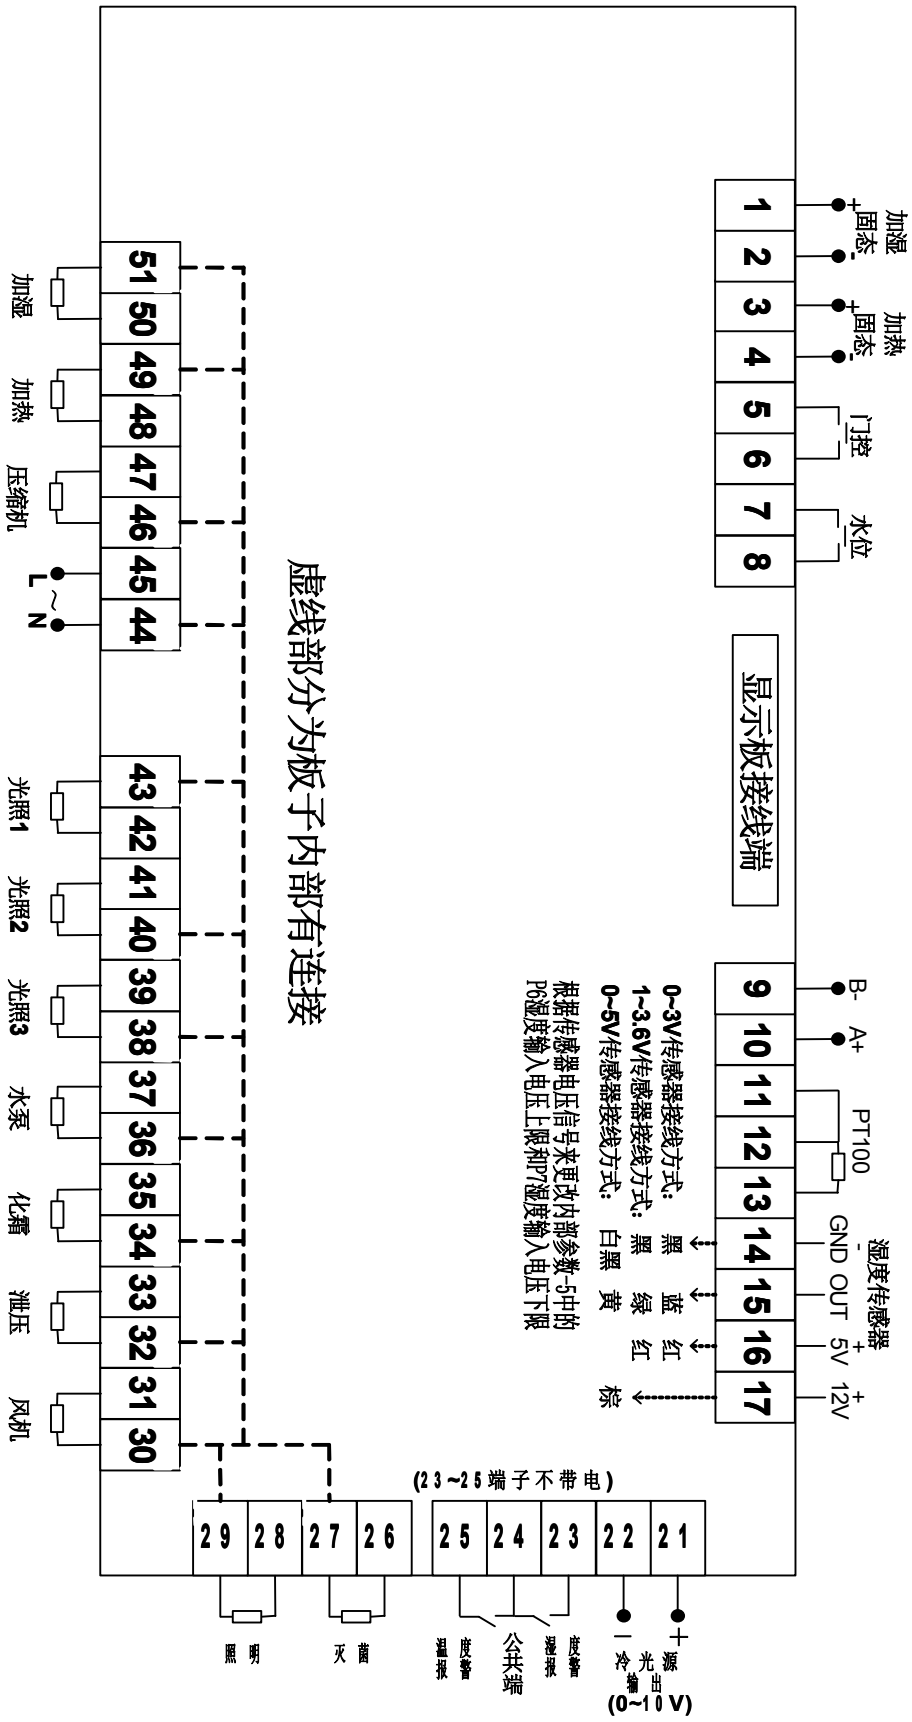 1
2
3
4
5
6
7
8
+
-
加湿
固态
+
-
加热
固态
门控
水位
显示板接线端
9
10
11
12
13
14
15
16
17
B-
A+
PT100
湿度传感器
-
GND
OUT
+
5V
+
12V
0~3V传感器接线方式: 黑 蓝 红
1~3.6V传感器接线方式: 黑 绿 红
0~5V传感器接线方式: 白黑 黄 棕
根据传感器电压信号来更改内部参数-5中的
P6湿度输入电压上限和P7湿度输入电压下限
虚线部分为板子内部有连接
51
50
49
48
47
46
45
44
43
42
41
40
39
38
37
36
35
34
33
32
31
30
加湿
加热
压缩机
L ~ N
光照1
光照2
光照3
水泵
化霜
泄压
风机
(23~25端子不带电)
29
28
27
26
25
24
23
22
21
照明
灭菌
温度
报警
公共端
湿度
报警
- +
冷光源
输出
(0~10V)